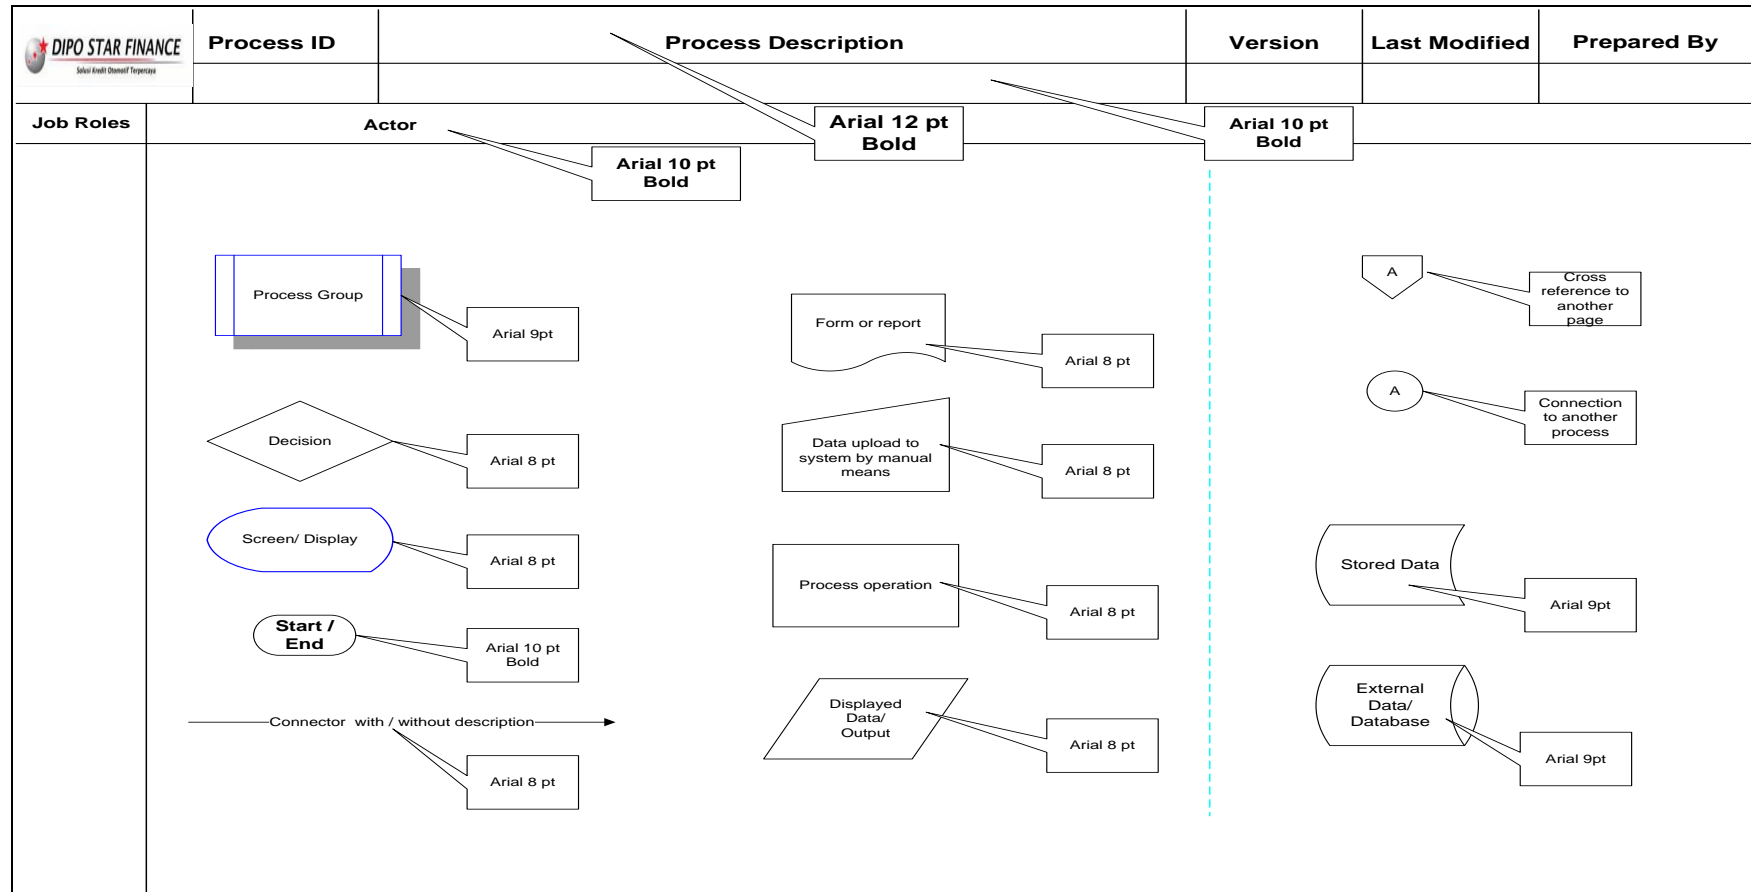 DIPO STAR FINANCE
Solusi Kredit Otomotif Terpercaya
Process ID
Process Description
Version
Last Modified
Prepared By
Job Roles
Actor
Arial 12 pt
Bold
Arial 10 pt
Bold
Arial 10 pt
Bold
Process Group
Arial 9pt
Decision
Arial 8 pt
Screen/ Display
Arial 8 pt
Start /
End
Arial 10 pt
Bold
Connector with / without description
Arial 8 pt
Form or report
Arial 8 pt
Data upload to
system by manual
means
Arial 8 pt
Process operation
Arial 8 pt
Displayed
Data/
Output
Arial 8 pt
A
Cross
reference to
another
page
A
Connection
to another
process
Stored Data
Arial 9pt
External
Data/
Database
Arial 9pt